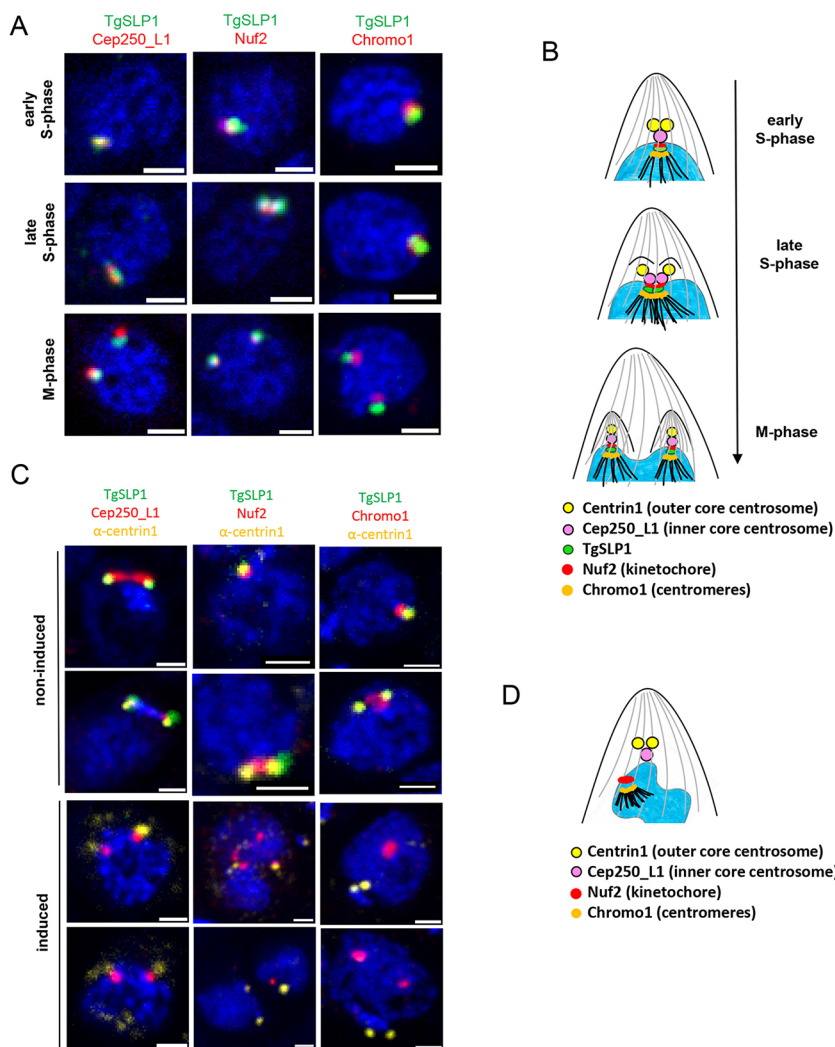 A
TgSLP1
Cep250_L1
TgSLP1
Nuf2
TgSLP1
Chromo1
early
S-phase
late
S-phase
M-phase
B
early
S-phase
late
S-phase
M-phase
Centrin1 (outer core centrosome)
Cep250_L1 (inner core centrosome)
TgSLP1
Nuf2 (kinetochore)
Chromo1 (centromeres)
C
TgSLP1
Cep250_L1
α-centrin1
TgSLP1
Nuf2
α-centrin1
TgSLP1
Chromo1
α-centrin1
non-induced
induced
D
Centrin1 (outer core centrosome)
Cep250_L1 (inner core centrosome)
Nuf2 (kinetochore)
Chromo1 (centromeres)